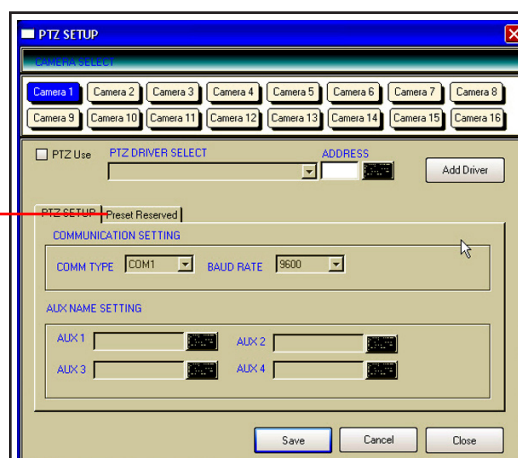 PTZ SETUP
CAMERA SELECT
Camera 1 Camera 2 Camera 3 Camera 4 Camera 5 Camera 6 Camera 7 Camera 8
Camera 9 Camera 10 Camera 11 Camera 12 Camera 13 Camera 14 Camera 15 Camera 16
PTZ Use PTZ DRIVER SELECT ADDRESS
Add Driver
PTZ SETUP Preset Reserved
COMMUNICATION SETTING
COMM TYPE COM1 BAUD RATE 9600
AUX NAME SETTING
AUX 1 AUX 2
AUX 3 AUX 4
Save Cancel Close